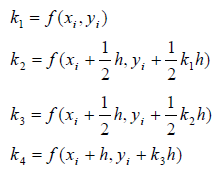 k₁ = f(xᵢ, yᵢ)
k₂ = f(xᵢ + 1/2 h, yᵢ + 1/2 k₁h)
k₃ = f(xᵢ + 1/2 h, yᵢ + 1/2 k₂h)
k₄ = f(xᵢ + h, yᵢ + k₃h)